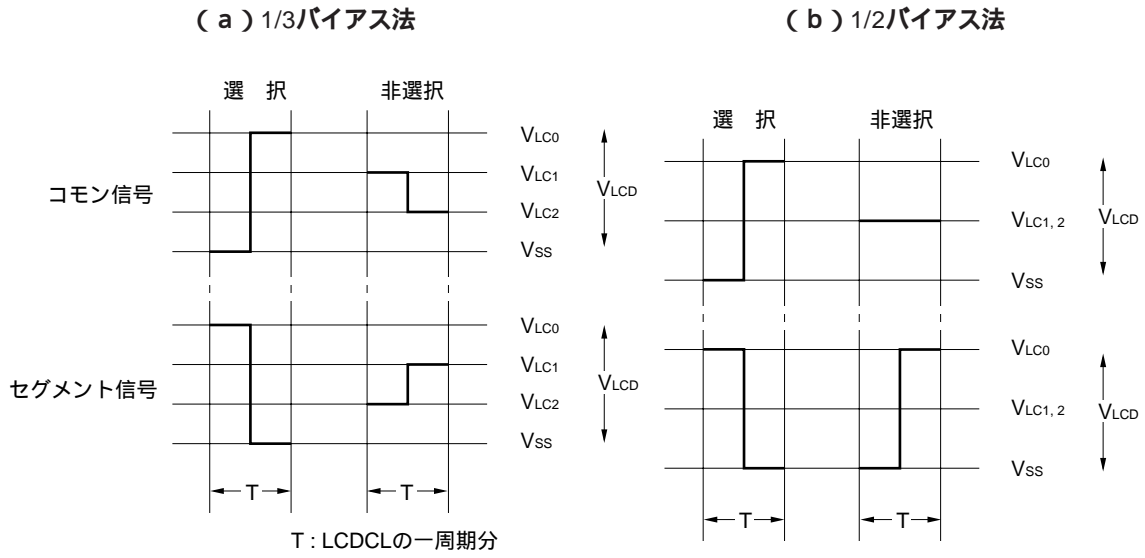 (a) 1/3バイアス法
(b) 1/2バイアス法
選 択
非選択
コモン信号
VLC0
VLC1
VLC2
VSS
VLCD
セグメント信号
VLC0
VLC1
VLC2
VSS
VLCD
T
T
T : LCDCLの一周期分
選 択
非選択
VLC0
VLC1, 2
VSS
VLCD
VLC0
VLC1, 2
VSS
VLCD
T
T